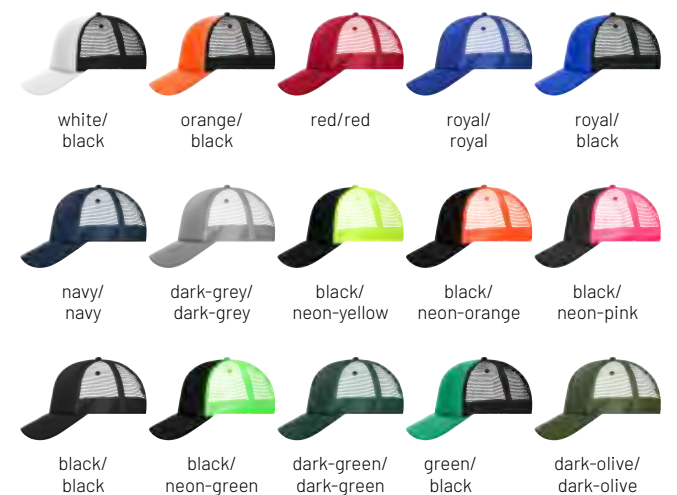 white/
black
orange/
black
red/red
royal/
royal
royal/
black
navy/
navy
dark-grey/
dark-grey
black/
neon-yellow
black/
neon-orange
black/
neon-pink
black/
black
black/
neon-green
dark-green/
dark-green
green/
black
dark-olive/
dark-olive